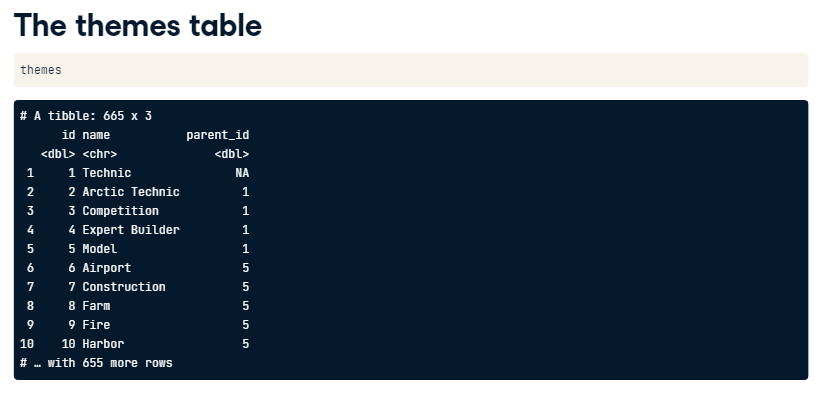 The themes table
themes
# A tibble: 665 x 3
      id name           parent_id
   <dbl> <chr>              <dbl>
 1     1 Technic               NA
 2     2 Arctic Technic         1
 3     3 Competition            1
 4     4 Expert Builder         1
 5     5 Model                  1
 6     6 Airport                5
 7     7 Construction           5
 8     8 Farm                   5
 9     9 Fire                   5
10    10 Harbor                 5
# … with 655 more rows